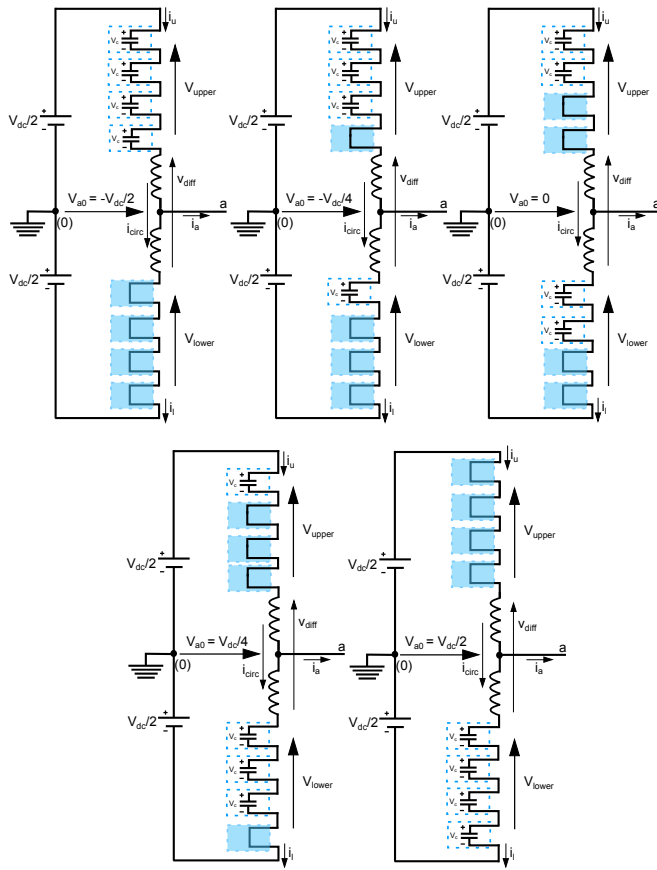 i_u
V_c
V_c
V_c
V_c
V_upper
V_dc/2
v_diff
V_a0 = -V_dc/2
a
(0)
i_circ
i_a
V_dc/2
V_lower
i_l
i_u
V_c
V_c
V_c
V_upper
V_dc/2
v_diff
V_a0 = -V_dc/4
a
(0)
i_circ
i_a
V_dc/2
V_c
V_lower
i_l
i_u
V_c
V_c
V_upper
V_dc/2
v_diff
V_a0 = 0
a
(0)
i_circ
i_a
V_dc/2
V_c
V_c
V_lower
i_l
i_u
V_c
V_upper
V_dc/2
v_diff
V_a0 = V_dc/4
a
(0)
i_circ
i_a
V_dc/2
V_c
V_c
V_c
V_lower
i_l
i_u
V_upper
V_dc/2
v_diff
V_a0 = V_dc/2
a
(0)
i_circ
i_a
V_dc/2
V_c
V_c
V_c
V_c
V_lower
i_l